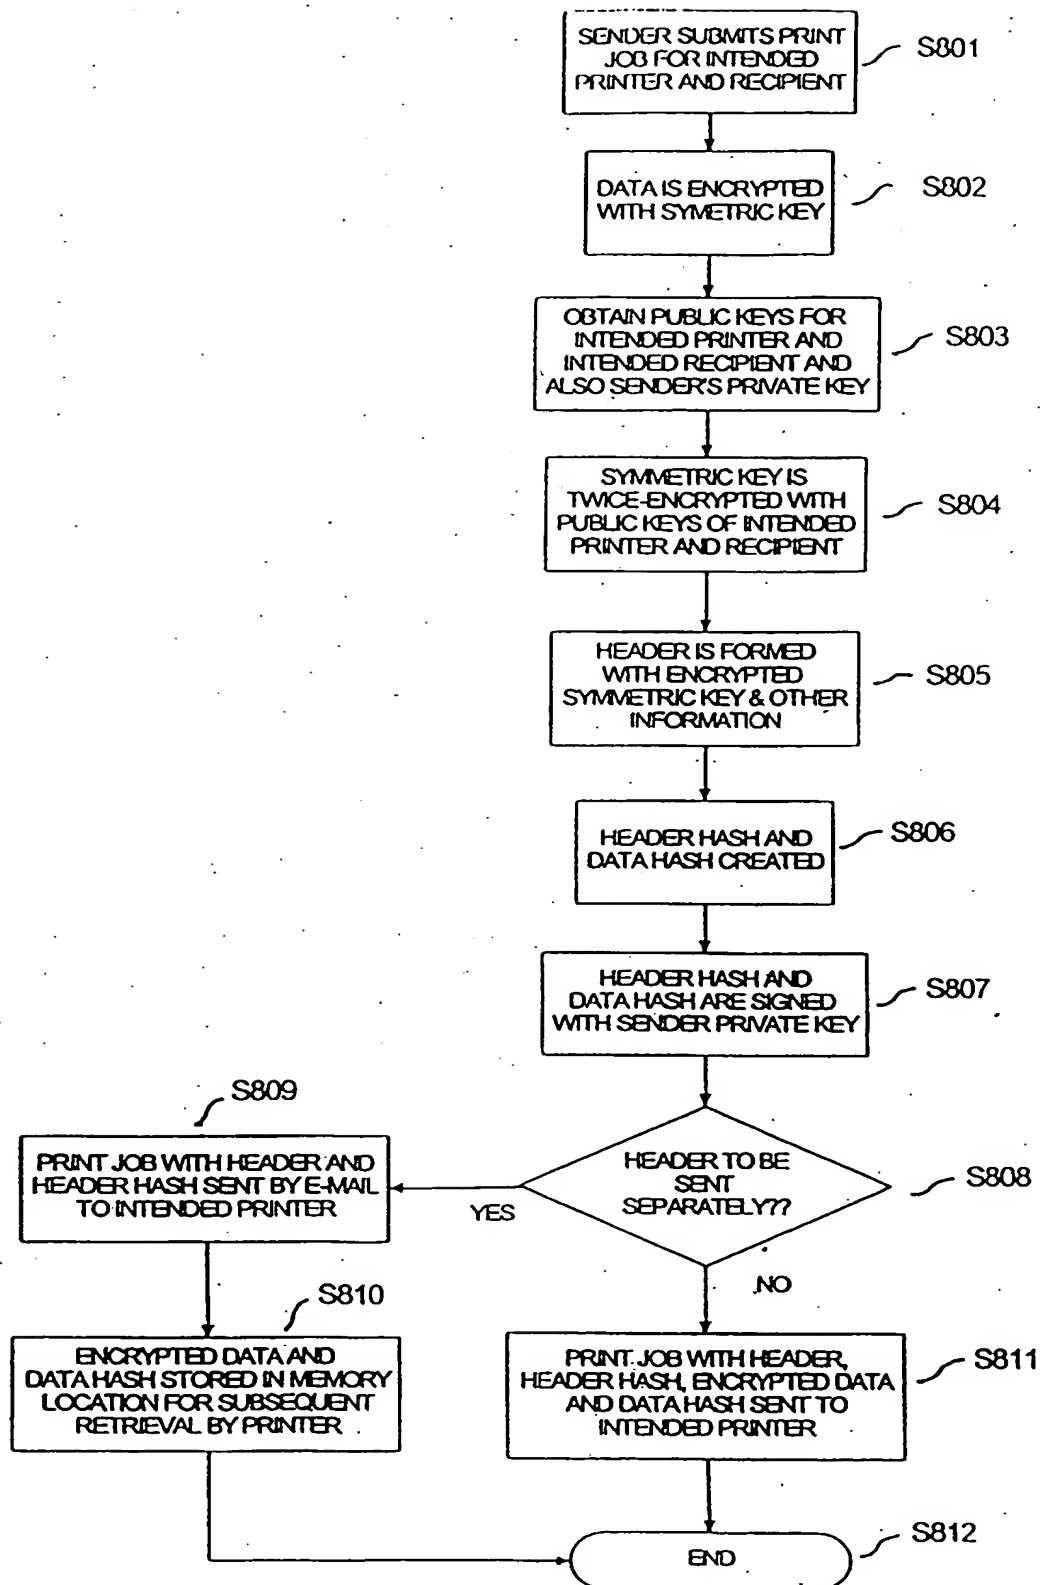 SENDER SUBMITS PRINT
JOB FOR INTENDED
PRINTER AND RECIPIENT
S801
DATA IS ENCRYPTED
WITH SYMETRIC KEY
S802
OBTAIN PUBLIC KEYS FOR
INTENDED PRINTER AND
INTENDED RECIPIENT AND
ALSO SENDER'S PRIVATE KEY
S803
SYMMETRIC KEY IS
TWICE-ENCRYPTED WITH
PUBLIC KEYS OF INTENDED
PRINTER AND RECIPIENT
S804
HEADER IS FORMED
WITH ENCRYPTED
SYMMETRIC KEY & OTHER
INFORMATION
S805
HEADER HASH AND
DATA HASH CREATED
S806
HEADER HASH AND
DATA HASH ARE SIGNED
WITH SENDER PRIVATE KEY
S807
HEADER TO BE
SENT
SEPARATELY??
S808
YES
NO
S809
PRINT JOB WITH HEADER AND
HEADER HASH SENT BY E-MAIL
TO INTENDED PRINTER
S810
ENCRYPTED DATA AND
DATA HASH STORED IN MEMORY
LOCATION FOR SUBSEQUENT
RETRIEVAL BY PRINTER
PRINT JOB WITH HEADER,
HEADER HASH, ENCRYPTED DATA
AND DATA HASH SENT TO
INTENDED PRINTER
S811
END
S812